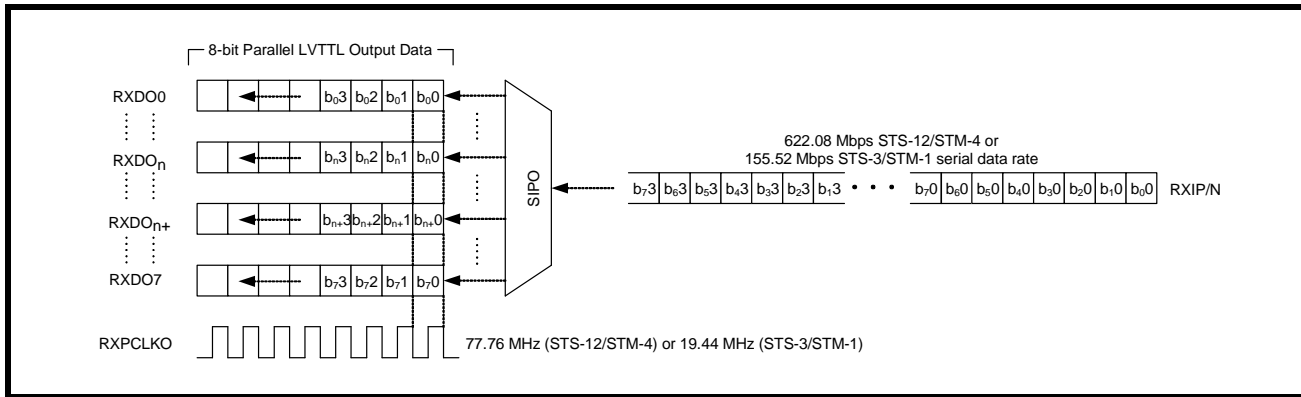 8-bit Parallel LVTTL Output Data
RXDO0
b₀3 b₀2 b₁1 b₀0
RXDOn
bₙ3 bₙ2 bₙ1 bₙ0
RXDOn+
bₙ₊3 bₙ₊2 bₙ₊1 bₙ₊0
RXDO7
b₇3 b₇2 b₇1 b₇0
RXPCLKO
77.76 MHz (STS-12/STM-4) or 19.44 MHz (STS-3/STM-1)
SIPO
622.08 Mbps STS-12/STM-4 or
155.52 Mbps STS-3/STM-1 serial data rate
b₇3 b₆3 b₅3 b₄3 b₃3 b₂3 b₁3 b₇0 b₆0 b₅0 b₄0 b₃0 b₂0 b₁0 b₀0 RXIP/N